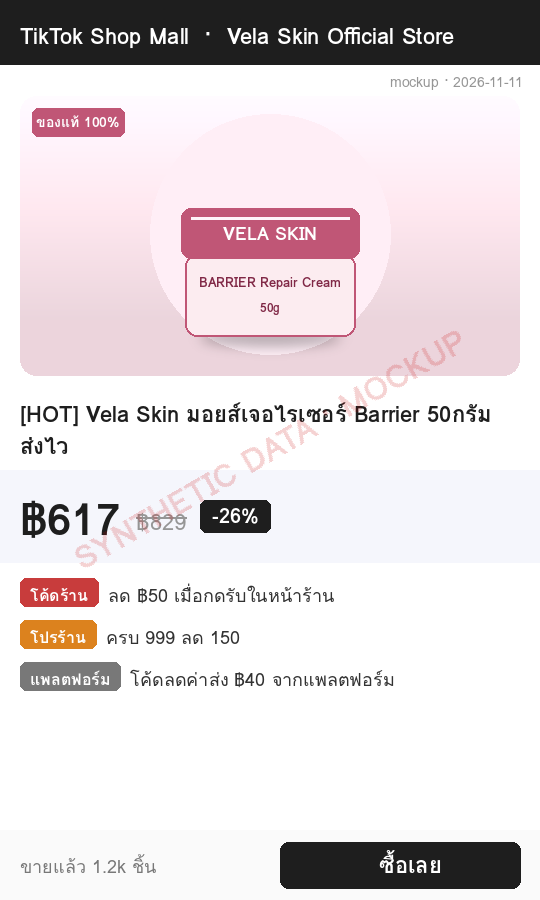 TikTok Shop Mall · Vela Skin Official Store
mockup · 2026-11-11
ของแท้ 100%
VELA SKIN
BARRIER Repair Cream
50g
[HOT] Vela Skin มอยส์เจอไรเซอร์ Barrier 50กรัม
ส่งไว
฿617 ฿829 -26%
SYNTHETIC DATA · MOCKUP
โค้ดร้าน ลด ฿50 เมื่อกดรับในหน้าร้าน
โปรร้าน ครบ 999 ลด 150
แพลตฟอร์ม โค้ดลดค่าส่ง ฿40 จากแพลตฟอร์ม
ขายแล้ว 1.2k ชิ้น
ซื้อเลย